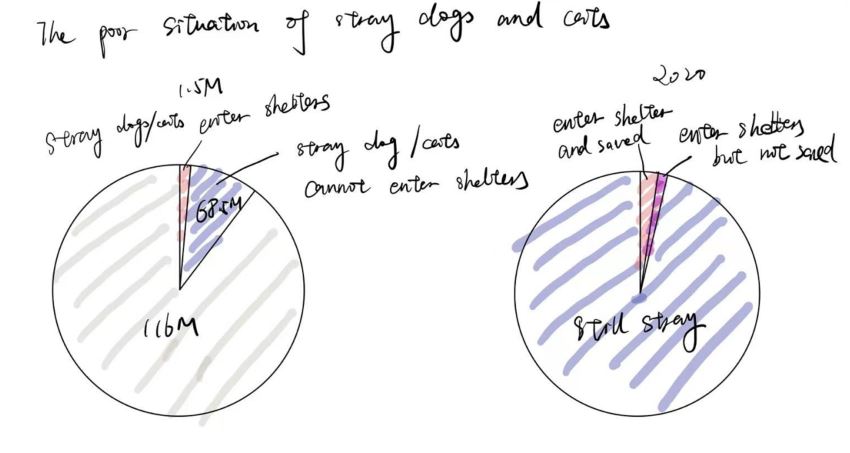 The poor situation of stray dogs and cats
1.5M
stray dogs/cats enter shelters
stray dog/cats
cannot enter shelters
68.5M
116M
2020
enter shelter
and saved
enter shelters
but not saved
still stray